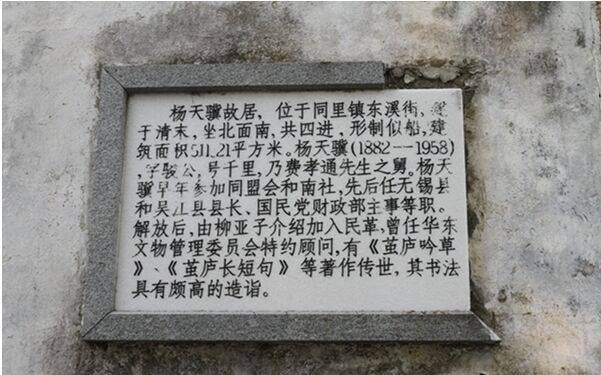 杨天骥故居，位于同里镇东溪街、建
于清末，坐北面南、共四进，形制似船，建
筑面积511.21平方米。杨天骥(1882--1958)
，字骏公，号千里，乃费孝通先生之舅。杨天
骥早年参加同盟会和南社，先后任无锡县
和吴江县县长、国民党财政部主事等职。
解放后，由柳亚子介绍加入民革，曾任华东
文物管理委员会特约顾问，有《茧庐吟草
》、《茧庐长短句》等著作传世，其书法
具有颇高的造诣。